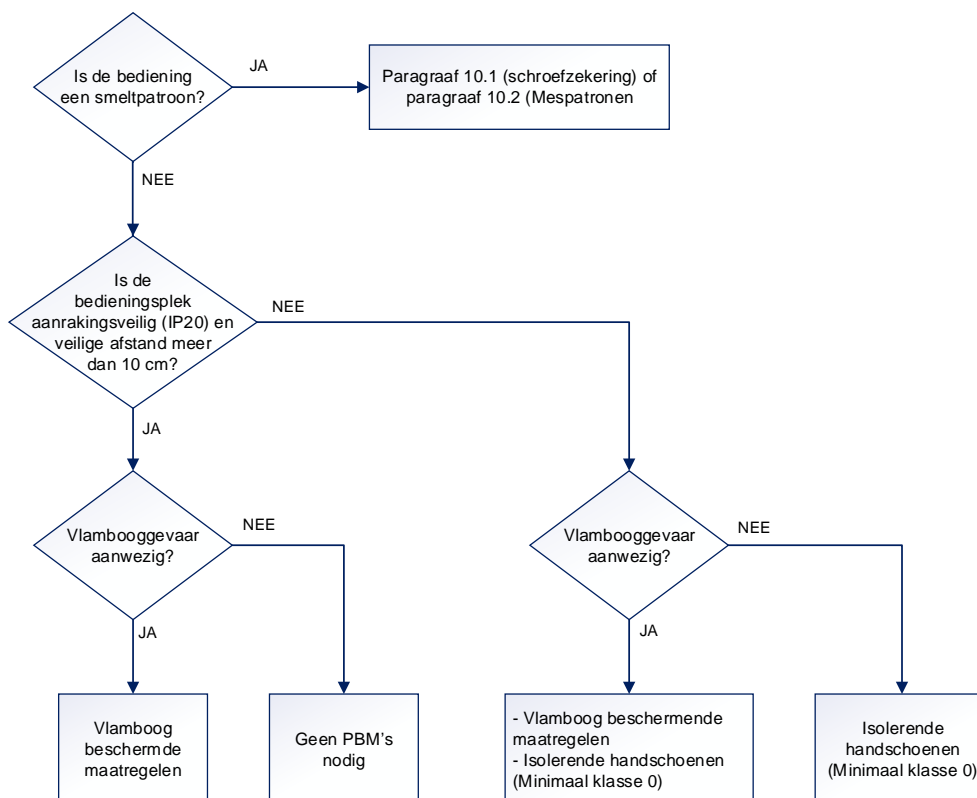 Is de bediening
een smeltpatroon?
JA
Paragraaf 10.1 (schroefzekering) of
paragraaf 10.2 (Mespatronen
NEE
Is de
bedieningsplek
aanrakingsveilig (IP20) en
veilige afstand meer
dan 10 cm?
NEE
JA
Vlambooggevaar
aanwezig?
NEE
Vlambooggevaar
aanwezig?
NEE
JA
JA
Vlamboog
beschermde
maatregelen
Geen PBM's
nodig
- Vlamboog beschermende
maatregelen
- Isolerende handschoenen
(Minimaal klasse 0)
Isolerende
handschoenen
(Minimaal klasse 0)